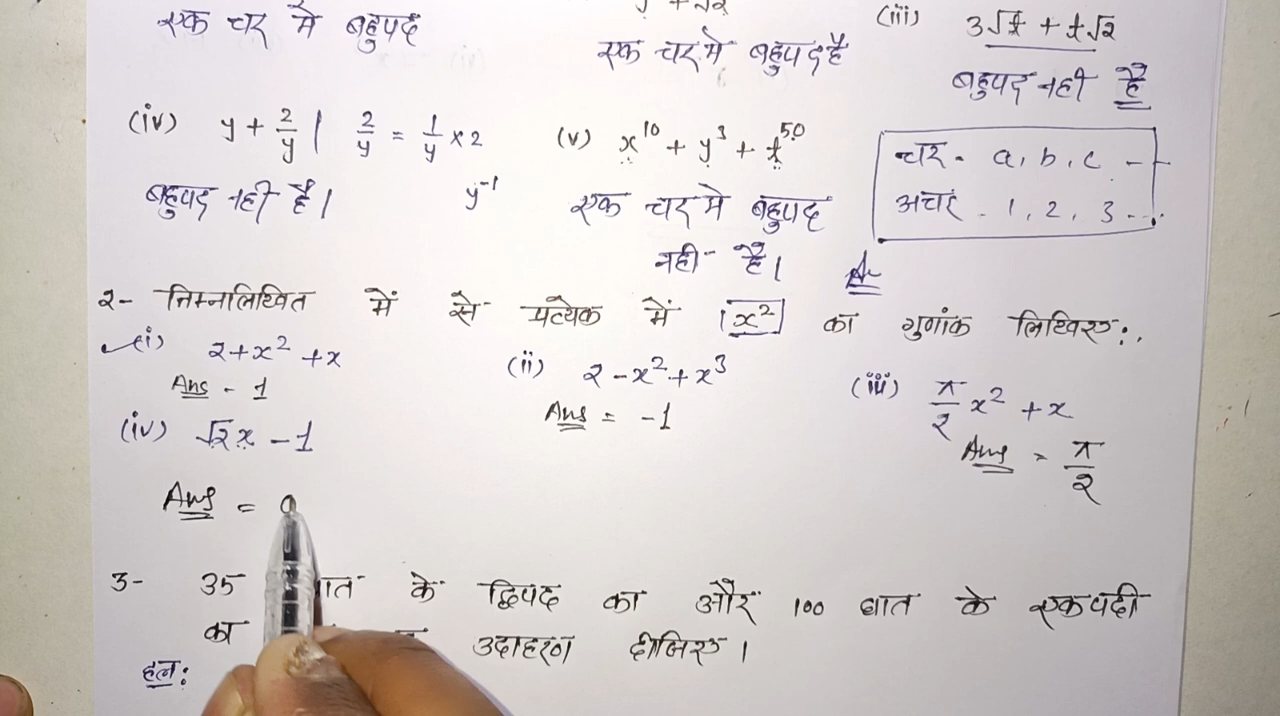 एक चर मे बहुपद
एक चर मे बहुपद है
(iii) 3√t + t√2
बहुपद नही है
(iv) y + 2/y | 2/y = 1/y × 2
y⁻¹
बहुपद नही है।
(v) x¹⁰ + y³ + t⁵⁰
एक चर मे बहुपद
नही है।
चर - a, b, c --
अचर - 1, 2, 3 --
2- निम्नलिखित में से प्रत्येक में x² का गुणांक लिखिए:
(i) 2+x²+x
Ans - 1
(ii) 2-x²+x³
Ans = -1
(iii) π/2 x² + x
Ans = π/2
(iv) √2x - 1
Ans = 0
3- 35 के द्विपद का और 100 घात के एकपदी
का उदाहरण दीजिए।
हल: